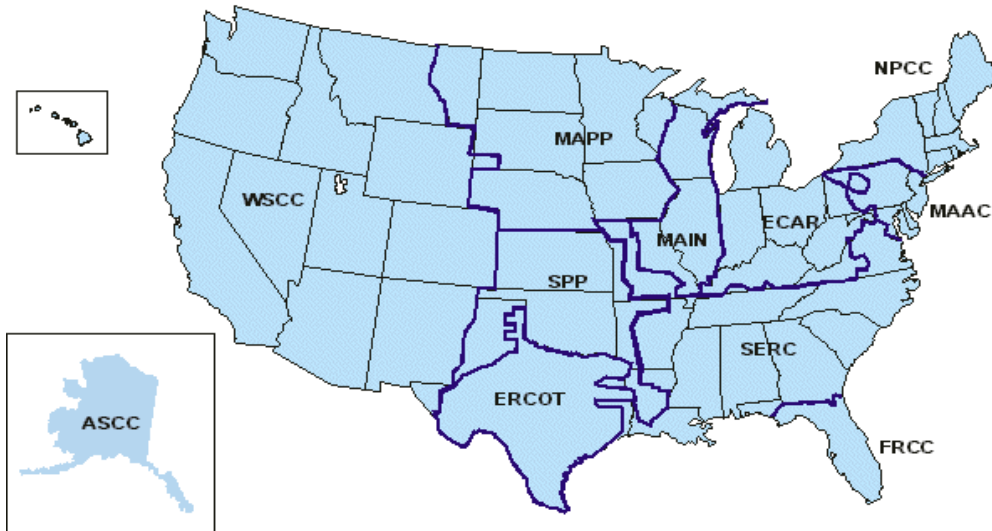 NPCC
MAPP
WSCC
MAAC
ECAR
MAIN
SPP
SERC
ERCOT
ASCC
FRCC